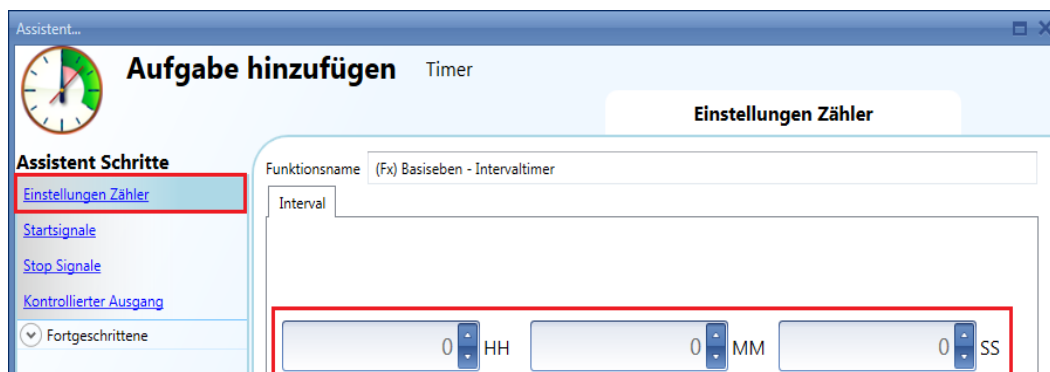 Assistent...
Aufgabe hinzufügen Timer
Einstellungen Zähler
Assistent Schritte
Einstellungen Zähler
Startsignale
Stop Signale
Kontrollierter Ausgang
Fortgeschrittene
Funktionsname (Fx) Basiseben - Intervaltimer
Interval
0 HH 0 MM 0 SS